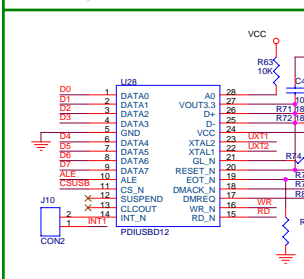 VCC
R63
10K
U28
D0 1 DATA0 A0 28
D1 2 DATA1 VOUT3.3 27
D2 3 DATA2 D+ 26
D3 4 DATA3 D- 25
5 GND VCC 24
D4 6 DATA4 XTAL2 23 UXT1
D5 7 DATA5 XTAL1 22 UXT2
D6 8 DATA6 GL_N 21
D7 9 DATA7 RESET_N 20
ALE 10 ALE EOT_N 19
CSUSB 11 CS_N DMACK_N 18
12 SUSPEND DMREQ 17
13 CLCOUT WR_N 16 WR
INT1 14 INT_N RD_N 15 RD
PDIUSBD12
J10
2
1
CON2
R71
R72
R74